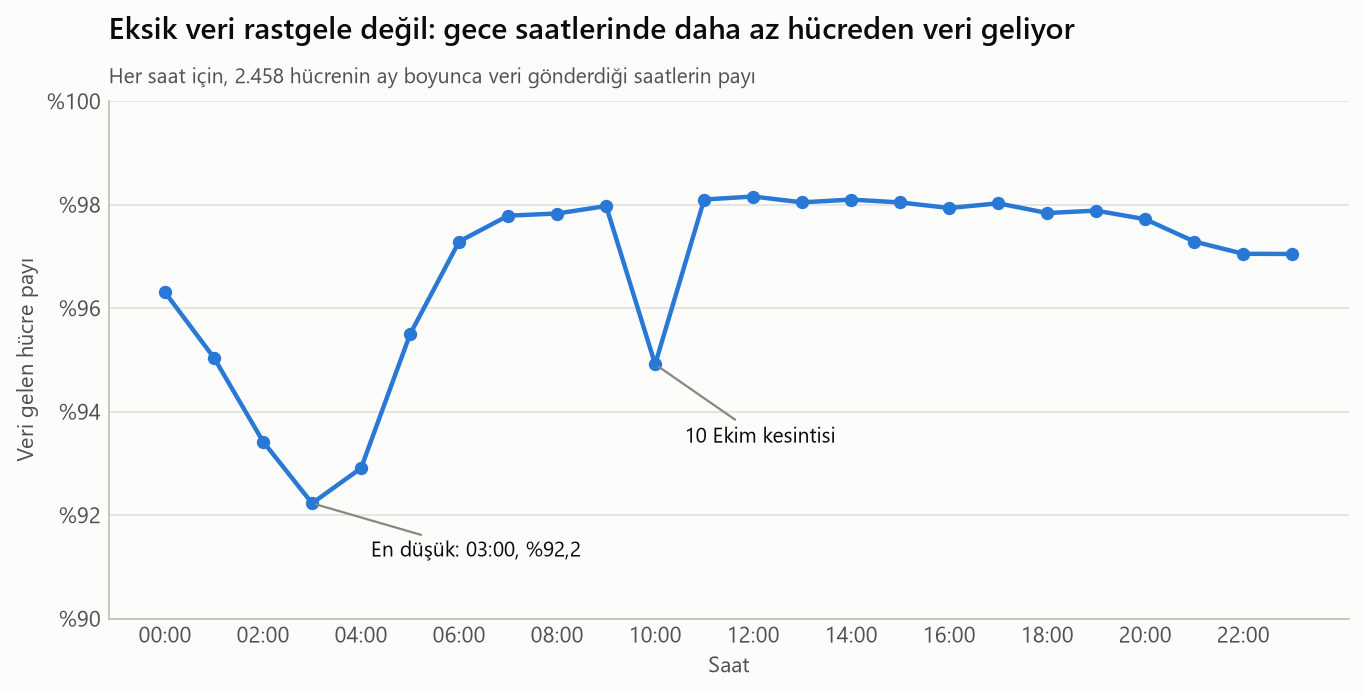 Eksik veri rastgele değil: gece saatlerinde daha az hücreden veri geliyor
Her saat için, 2.458 hücrenin ay boyunca veri gönderdiği saatlerin payı
Veri gelen hücre payı
%100
%98
%96
%94
%92
%90
10 Ekim kesintisi
En düşük: 03:00, %92,2
00:00 02:00 04:00 06:00 08:00 10:00 12:00 14:00 16:00 18:00 20:00 22:00
Saat